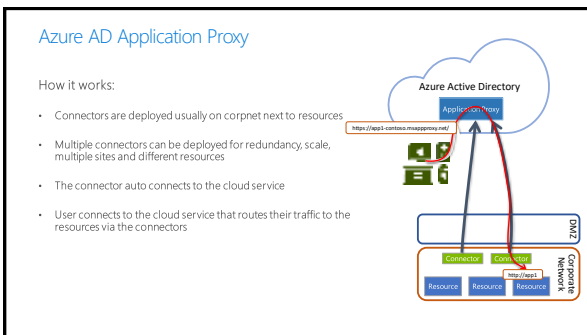 Azure AD Application Proxy
How it works:
• Connectors are deployed usually on corpnet next to resources
• Multiple connectors can be deployed for redundancy, scale,
multiple sites and different resources
• The connector auto connects to the cloud service
• User connects to the cloud service that routes their traffic to the
resources via the connectors
Azure Active Directory
Application Proxy
https://app1-contoso.msappproxy.net/
DMZ
Connector
Connector
Corporate
Network
http://app1
Resource
Resource
Resource